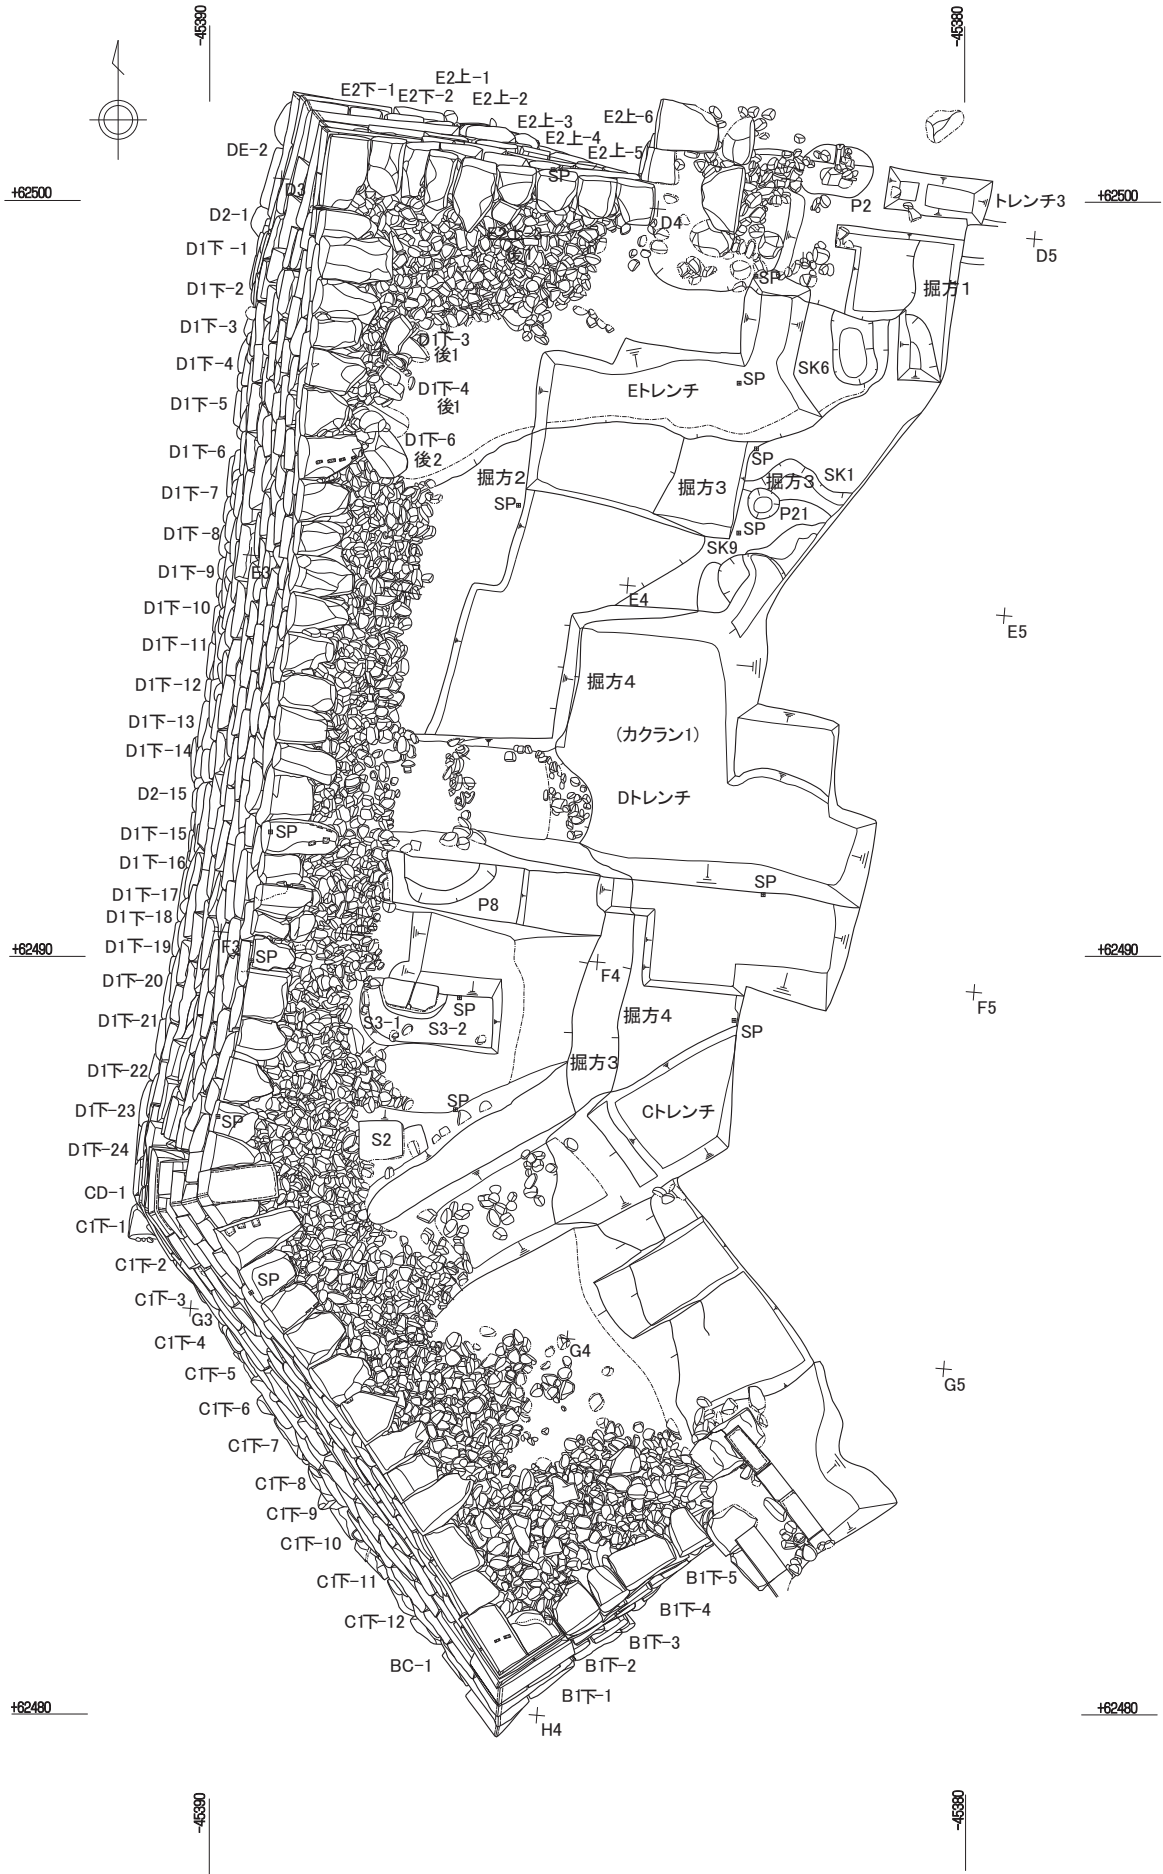 -45390
-45380
E2上-1
E2下-1
E2下-2
E2上-2
E2上-3
E2上-4
E2上-5
E2上-6
DE-2
SP
D3
+62500
+62500
トレンチ3
P2
D2-1
D4
D1下-1
後1
D5
SP
D1下-2
掘方1
D1下-3
D1下-3
後1
D1下-4
SK6
Eトレンチ
SP
D1下-4
後1
D1下-5
D1下-6
後2
D1下-6
SP
掘方2
掘方3
掘方3
SK1
D1下-7
SP
P21
D1下-8
SP
SK9
D1下-9
E3
E4
D1下-10
E5
D1下-11
D1下-12
掘方4
D1下-13
(カクラン1)
D1下-14
D2-15
Dトレンチ
D1下-15
SP
D1下-16
SP
D1下-17
P8
D1下-18
D1下-19
F3
SP
+62490
+62490
F4
D1下-20
F5
SP
S3-1
S3-2
掘方4
SP
D1下-21
掘方3
D1下-22
SP
D1下-23
SP
Cトレンチ
S2
D1下-24
CD-1
C1下-1
C1下-2
SP
C1下-3
G3
C1下-4
G4
C1下-5
G5
C1下-6
C1下-7
C1下-8
C1下-9
C1下-10
C1下-11
B1下-5
C1下-12
B1下-4
B1下-3
BC-1
B1下-2
B1下-1
+62480
+62480
H4
-45390
-45380